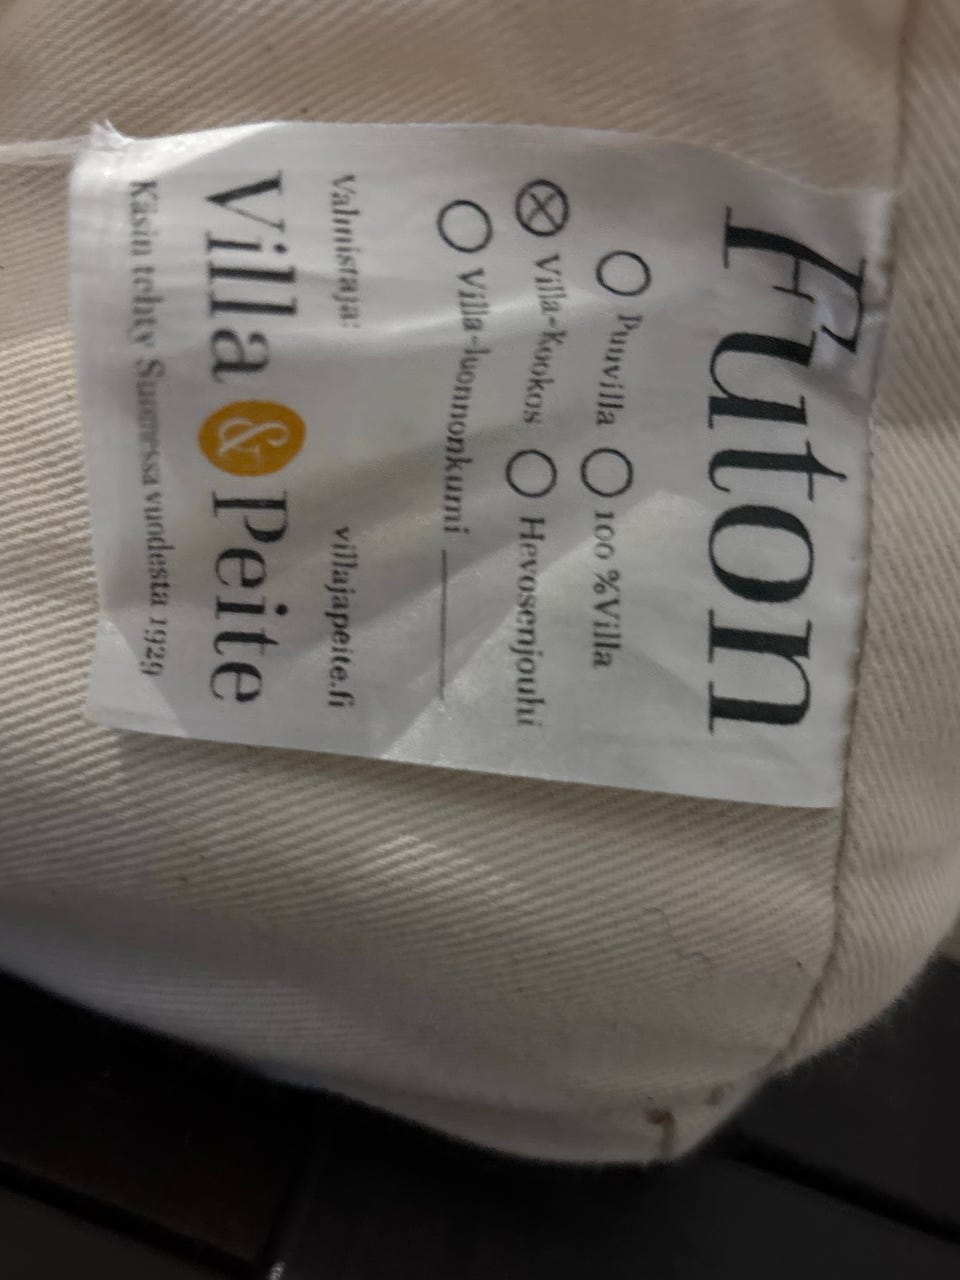 Futon
Puuvilla 100 %Villa
Villa-Kookos Hevosenjouhi
Villa-luonnonkumi
Valmistaja: villajapeite.fi
Villa & Peite
Käsin tehty Suomessa vuodesta 1929